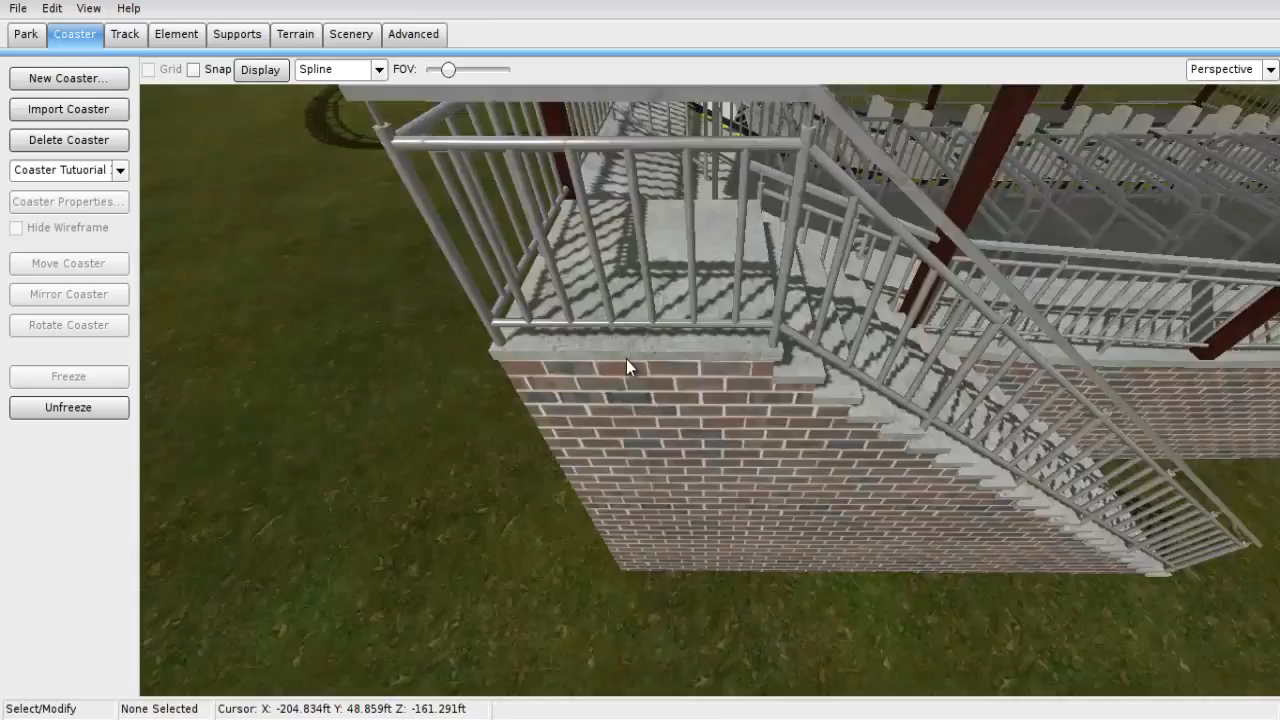 File Edit View Help
Park Coaster Track Element Supports Terrain Scenery Advanced
Grid Snap Display Spline FOV: Perspective
New Coaster...
Import Coaster
Delete Coaster
Coaster Tutuorial
Coaster Properties...
Hide Wireframe
Move Coaster
Mirror Coaster
Rotate Coaster
Freeze
Unfreeze
Select/Modify None Selected Cursor: X: -204.834ft Y: 48.859ft Z: -161.291ft